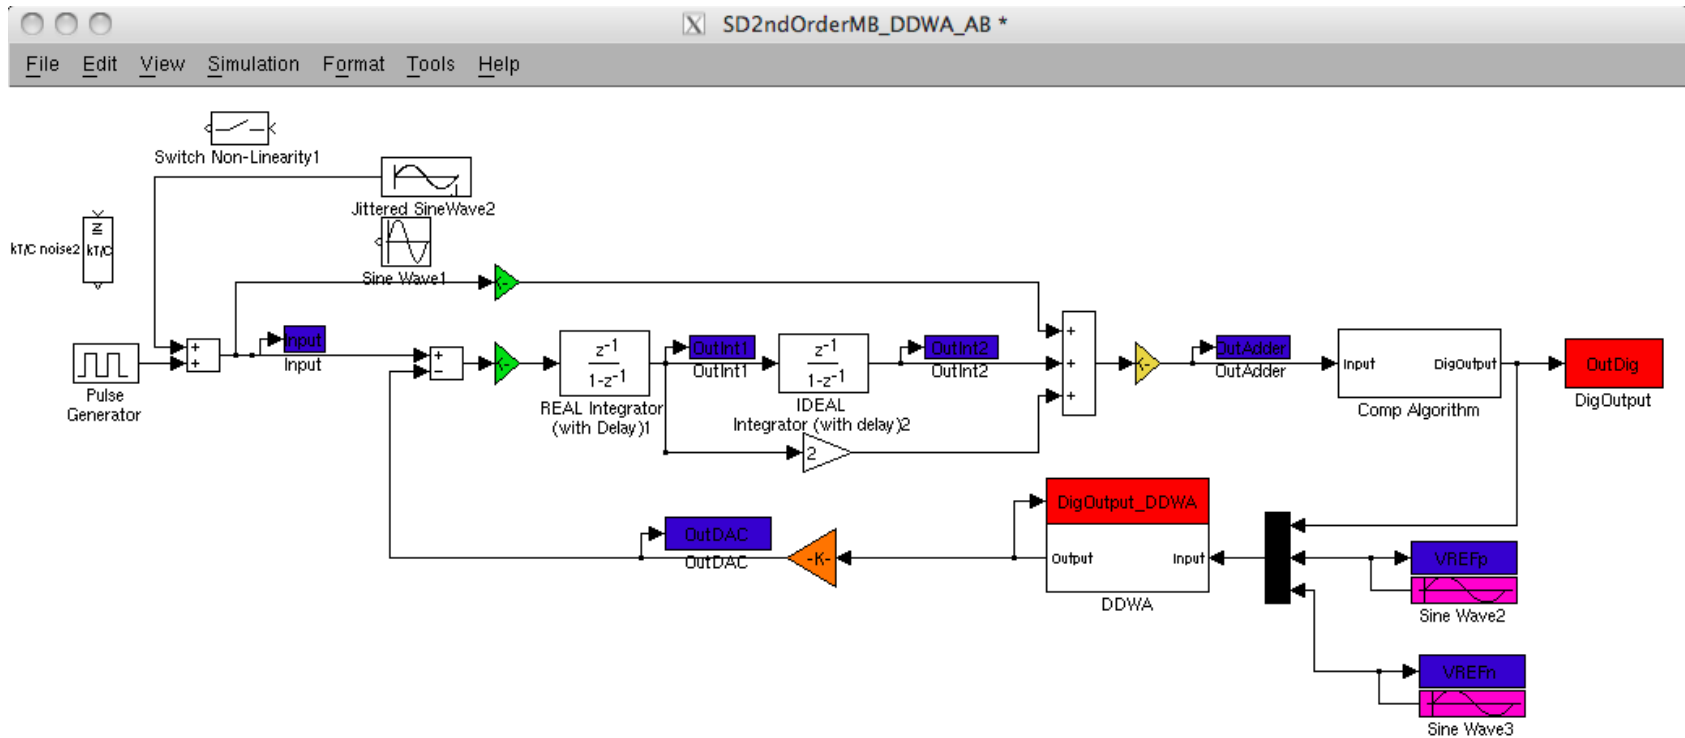 SD2ndOrderMB_DDWA_AB *
File Edit View Simulation Format Tools Help
Switch Non-Linearity1
Jittered SineWave2
kT/C noise2
kT/C
Sine Wave1
Pulse
Generator
+
+
Input
Input
+
−
z-1
1-z-1
REAL Integrator
(with Delay)1
OutInt1
OutInt1
z-1
1-z-1
IDEAL
Integrator (with delay)2
OutInt2
OutInt2
2
+
+
+
OutAdder
OutAdder
Input DigOutput
Comp Algorithm
OutDig
DigOutput
OutDAC
OutDAC
-K-
DigOutput_DDWA
Output Input
DDWA
VREFp
Sine Wave2
VREFn
Sine Wave3